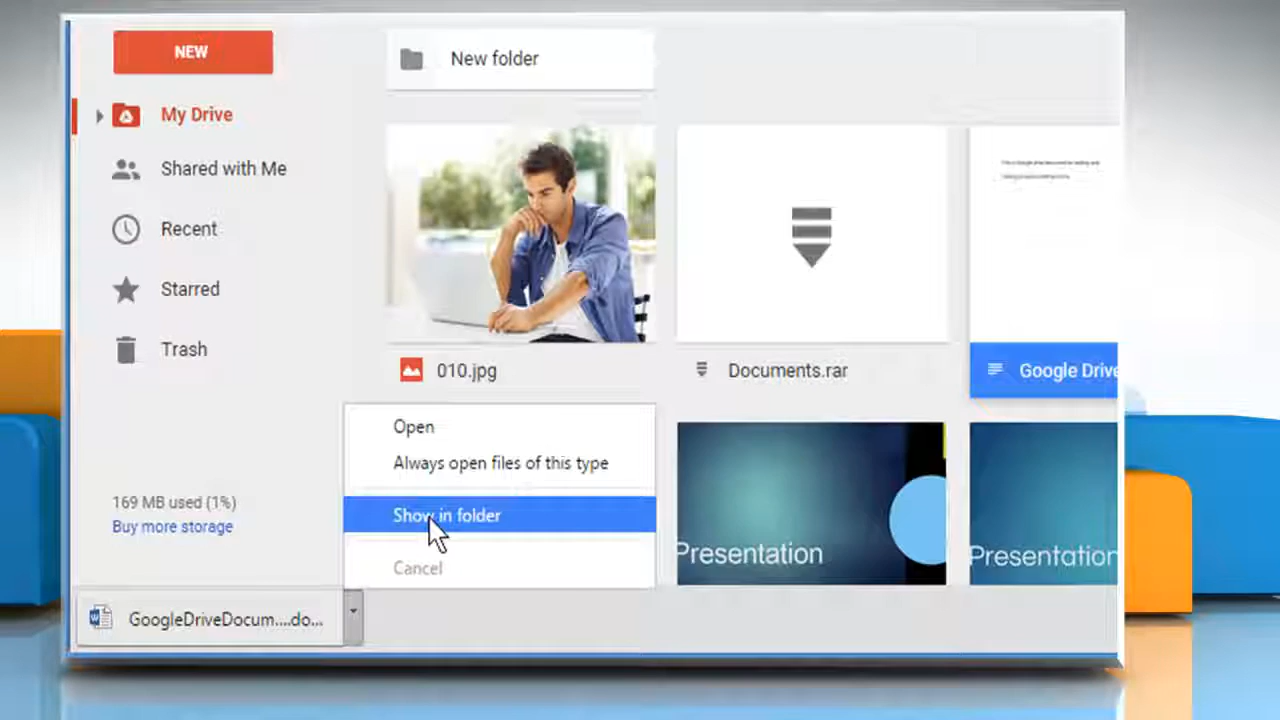 NEW
My Drive
Shared with Me
Recent
Starred
Trash
169 MB used (1%)
Buy more storage
New folder
010.jpg
Documents.rar
Google Drive
Open
Always open files of this type
Show in folder
Cancel
Presentation
Presentation
GoogleDriveDocum....do...